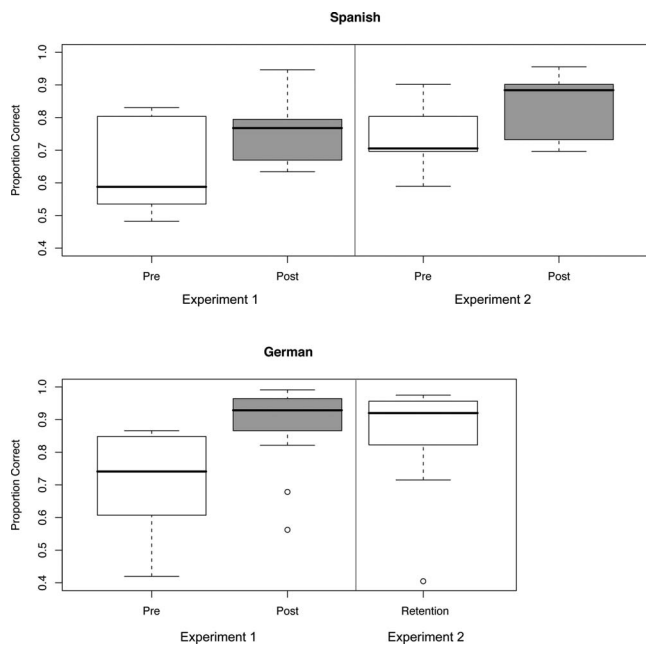 Spanish
Proportion Correct
1.0
0.9
0.8
0.7
0.6
0.5
0.4
Pre Post Pre Post
Experiment 1 Experiment 2
German
Proportion Correct
1.0
0.9
0.8
0.7
0.6
0.5
0.4
Pre Post Retention
Experiment 1 Experiment 2